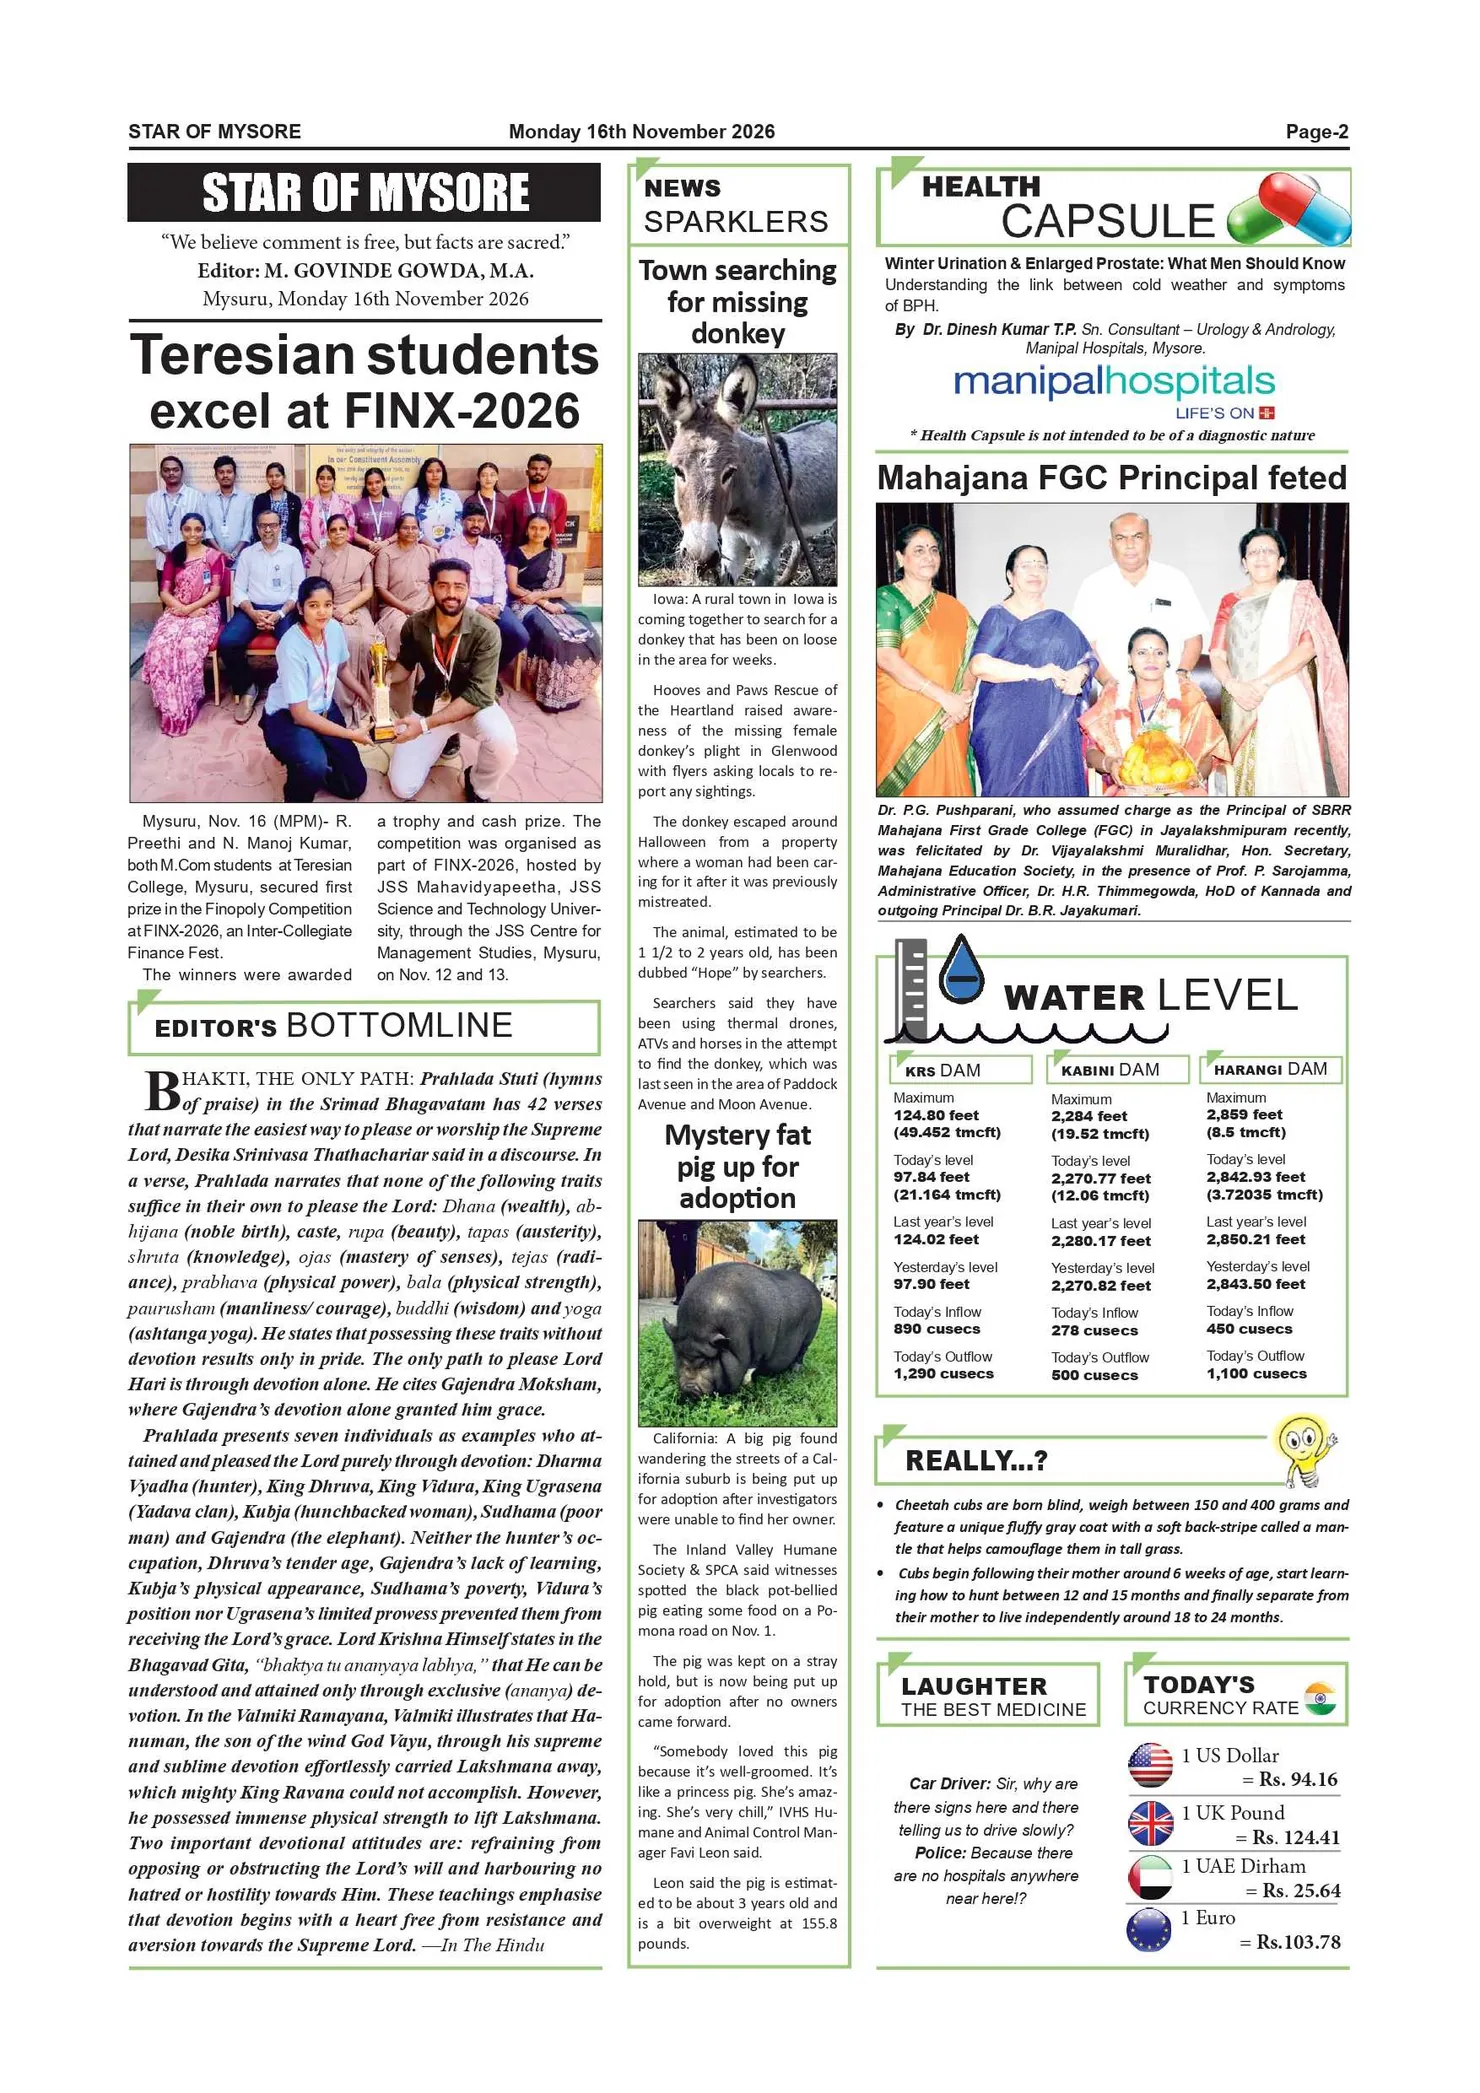 STAR OF MYSORE
Monday 16th November 2026
Page-2
STAR OF MYSORE
“We believe comment is free, but facts are sacred.”
Editor: M. GOVINDE GOWDA, M.A.
Mysuru, Monday 16th November 2026
Teresian students
excel at FINX-2026
In our Constituent Assembly
Mysuru, Nov. 16 (MPM)- R.
Preethi and N. Manoj Kumar,
both M.Com students at Teresian
College, Mysuru, secured first
prize in the Finopoly Competition
at FINX-2026, an Inter-Collegiate
Finance Fest.
The winners were awarded
a trophy and cash prize. The
competition was organised as
part of FINX-2026, hosted by
JSS Mahavidyapeetha, JSS
Science and Technology Univer-
sity, through the JSS Centre for
Management Studies, Mysuru,
on Nov. 12 and 13.
EDITOR'S BOTTOMLINE
BHAKTI, THE ONLY PATH: Prahlada Stuti (hymns
of praise) in the Srimad Bhagavatam has 42 verses
that narrate the easiest way to please or worship the Supreme
Lord, Desika Srinivasa Thathachariar said in a discourse. In
a verse, Prahlada narrates that none of the following traits
suffice in their own to please the Lord: Dhana (wealth), ab-
hijana (noble birth), caste, rupa (beauty), tapas (austerity),
shruta (knowledge), ojas (mastery of senses), tejas (radi-
ance), prabhava (physical power), bala (physical strength),
paurusham (manliness/ courage), buddhi (wisdom) and yoga
(ashtanga yoga). He states that possessing these traits without
devotion results only in pride. The only path to please Lord
Hari is through devotion alone. He cites Gajendra Moksham,
where Gajendra’s devotion alone granted him grace.
Prahlada presents seven individuals as examples who at-
tained and pleased the Lord purely through devotion: Dharma
Vyadha (hunter), King Dhruva, King Vidura, King Ugrasena
(Yadava clan), Kubja (hunchbacked woman), Sudhama (poor
man) and Gajendra (the elephant). Neither the hunter’s oc-
cupation, Dhruva’s tender age, Gajendra’s lack of learning,
Kubja’s physical appearance, Sudhama’s poverty, Vidura’s
position nor Ugrasena’s limited prowess prevented them from
receiving the Lord’s grace. Lord Krishna Himself states in the
Bhagavad Gita, “bhaktya tu ananyaya labhya,” that He can be
understood and attained only through exclusive (ananya) de-
votion. In the Valmiki Ramayana, Valmiki illustrates that Ha-
numan, the son of the wind God Vayu, through his supreme
and sublime devotion effortlessly carried Lakshmana away,
which mighty King Ravana could not accomplish. However,
he possessed immense physical strength to lift Lakshmana.
Two important devotional attitudes are: refraining from
opposing or obstructing the Lord’s will and harbouring no
hatred or hostility towards Him. These teachings emphasise
that devotion begins with a heart free from resistance and
aversion towards the Supreme Lord. —In The Hindu
NEWS
SPARKLERS
Town searching
for missing
donkey
Iowa: A rural town in Iowa is
coming together to search for a
donkey that has been on loose
in the area for weeks.
Hooves and Paws Rescue of
the Heartland raised aware-
ness of the missing female
donkey’s plight in Glenwood
with flyers asking locals to re-
port any sightings.
The donkey escaped around
Halloween from a property
where a woman had been car-
ing for it after it was previously
mistreated.
The animal, estimated to be
1 1/2 to 2 years old, has been
dubbed “Hope” by searchers.
Searchers said they have
been using thermal drones,
ATVs and horses in the attempt
to find the donkey, which was
last seen in the area of Paddock
Avenue and Moon Avenue.
Mystery fat
pig up for
adoption
California: A big pig found
wandering the streets of a Cal-
ifornia suburb is being put up
for adoption after investigators
were unable to find her owner.
The Inland Valley Humane
Society & SPCA said witnesses
spotted the black pot-bellied
pig eating some food on a Po-
mona road on Nov. 1.
The pig was kept on a stray
hold, but is now being put up
for adoption after no owners
came forward.
“Somebody loved this pig
because it’s well-groomed. It’s
like a princess pig. She’s amaz-
ing. She’s very chill,” IVHS Hu-
mane and Animal Control Man-
ager Favi Leon said.
Leon said the pig is estimat-
ed to be about 3 years old and
is a bit overweight at 155.8
pounds.
HEALTH
CAPSULE
Winter Urination & Enlarged Prostate: What Men Should Know
Understanding the link between cold weather and symptoms
of BPH.
By Dr. Dinesh Kumar T.P. Sn. Consultant – Urology & Andrology,
Manipal Hospitals, Mysore.
manipalhospitals
LIFE’S ON
* Health Capsule is not intended to be of a diagnostic nature
Mahajana FGC Principal feted
Dr. P.G. Pushparani, who assumed charge as the Principal of SBRR
Mahajana First Grade College (FGC) in Jayalakshmipuram recently,
was felicitated by Dr. Vijayalakshmi Muralidhar, Hon. Secretary,
Mahajana Education Society, in the presence of Prof. P. Sarojamma,
Administrative Officer, Dr. H.R. Thimmegowda, HoD of Kannada and
outgoing Principal Dr. B.R. Jayakumari.
WATER LEVEL
KRS DAM
Maximum
124.80 feet
(49.452 tmcft)
Today’s level
97.84 feet
(21.164 tmcft)
Last year’s level
124.02 feet
Yesterday’s level
97.90 feet
Today’s Inflow
890 cusecs
Today’s Outflow
1,290 cusecs
KABINI DAM
Maximum
2,284 feet
(19.52 tmcft)
Today’s level
2,270.77 feet
(12.06 tmcft)
Last year’s level
2,280.17 feet
Yesterday’s level
2,270.82 feet
Today’s Inflow
278 cusecs
Today’s Outflow
500 cusecs
HARANGI DAM
Maximum
2,859 feet
(8.5 tmcft)
Today’s level
2,842.93 feet
(3.72035 tmcft)
Last year’s level
2,850.21 feet
Yesterday’s level
2,843.50 feet
Today’s Inflow
450 cusecs
Today’s Outflow
1,100 cusecs
REALLY...?
• Cheetah cubs are born blind, weigh between 150 and 400 grams and
feature a unique fluffy gray coat with a soft back-stripe called a man-
tle that helps camouflage them in tall grass.
• Cubs begin following their mother around 6 weeks of age, start learn-
ing how to hunt between 12 and 15 months and finally separate from
their mother to live independently around 18 to 24 months.
LAUGHTER
THE BEST MEDICINE
Car Driver: Sir, why are
there signs here and there
telling us to drive slowly?
Police: Because there
are no hospitals anywhere
near here!?
TODAY'S
CURRENCY RATE
1 US Dollar
= Rs. 94.16
1 UK Pound
= Rs. 124.41
1 UAE Dirham
= Rs. 25.64
1 Euro
= Rs.103.78